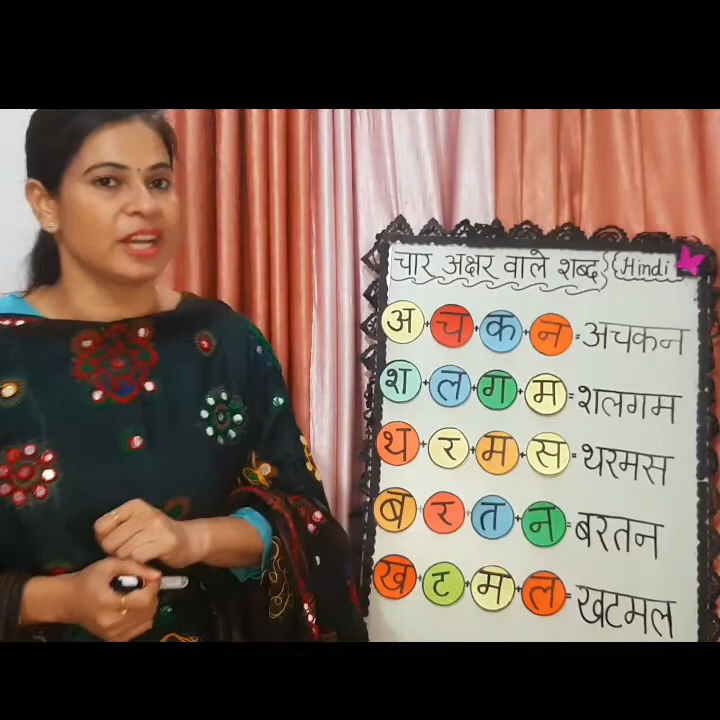 चार अक्षर वाले शब्द } { Hindi
अ + च + क + न = अचकन
श + ल + ग + म = शलगम
थ + र + म + स = थरमस
ब + र + त + न = बरतन
ख + ट + म + ल = खटमल